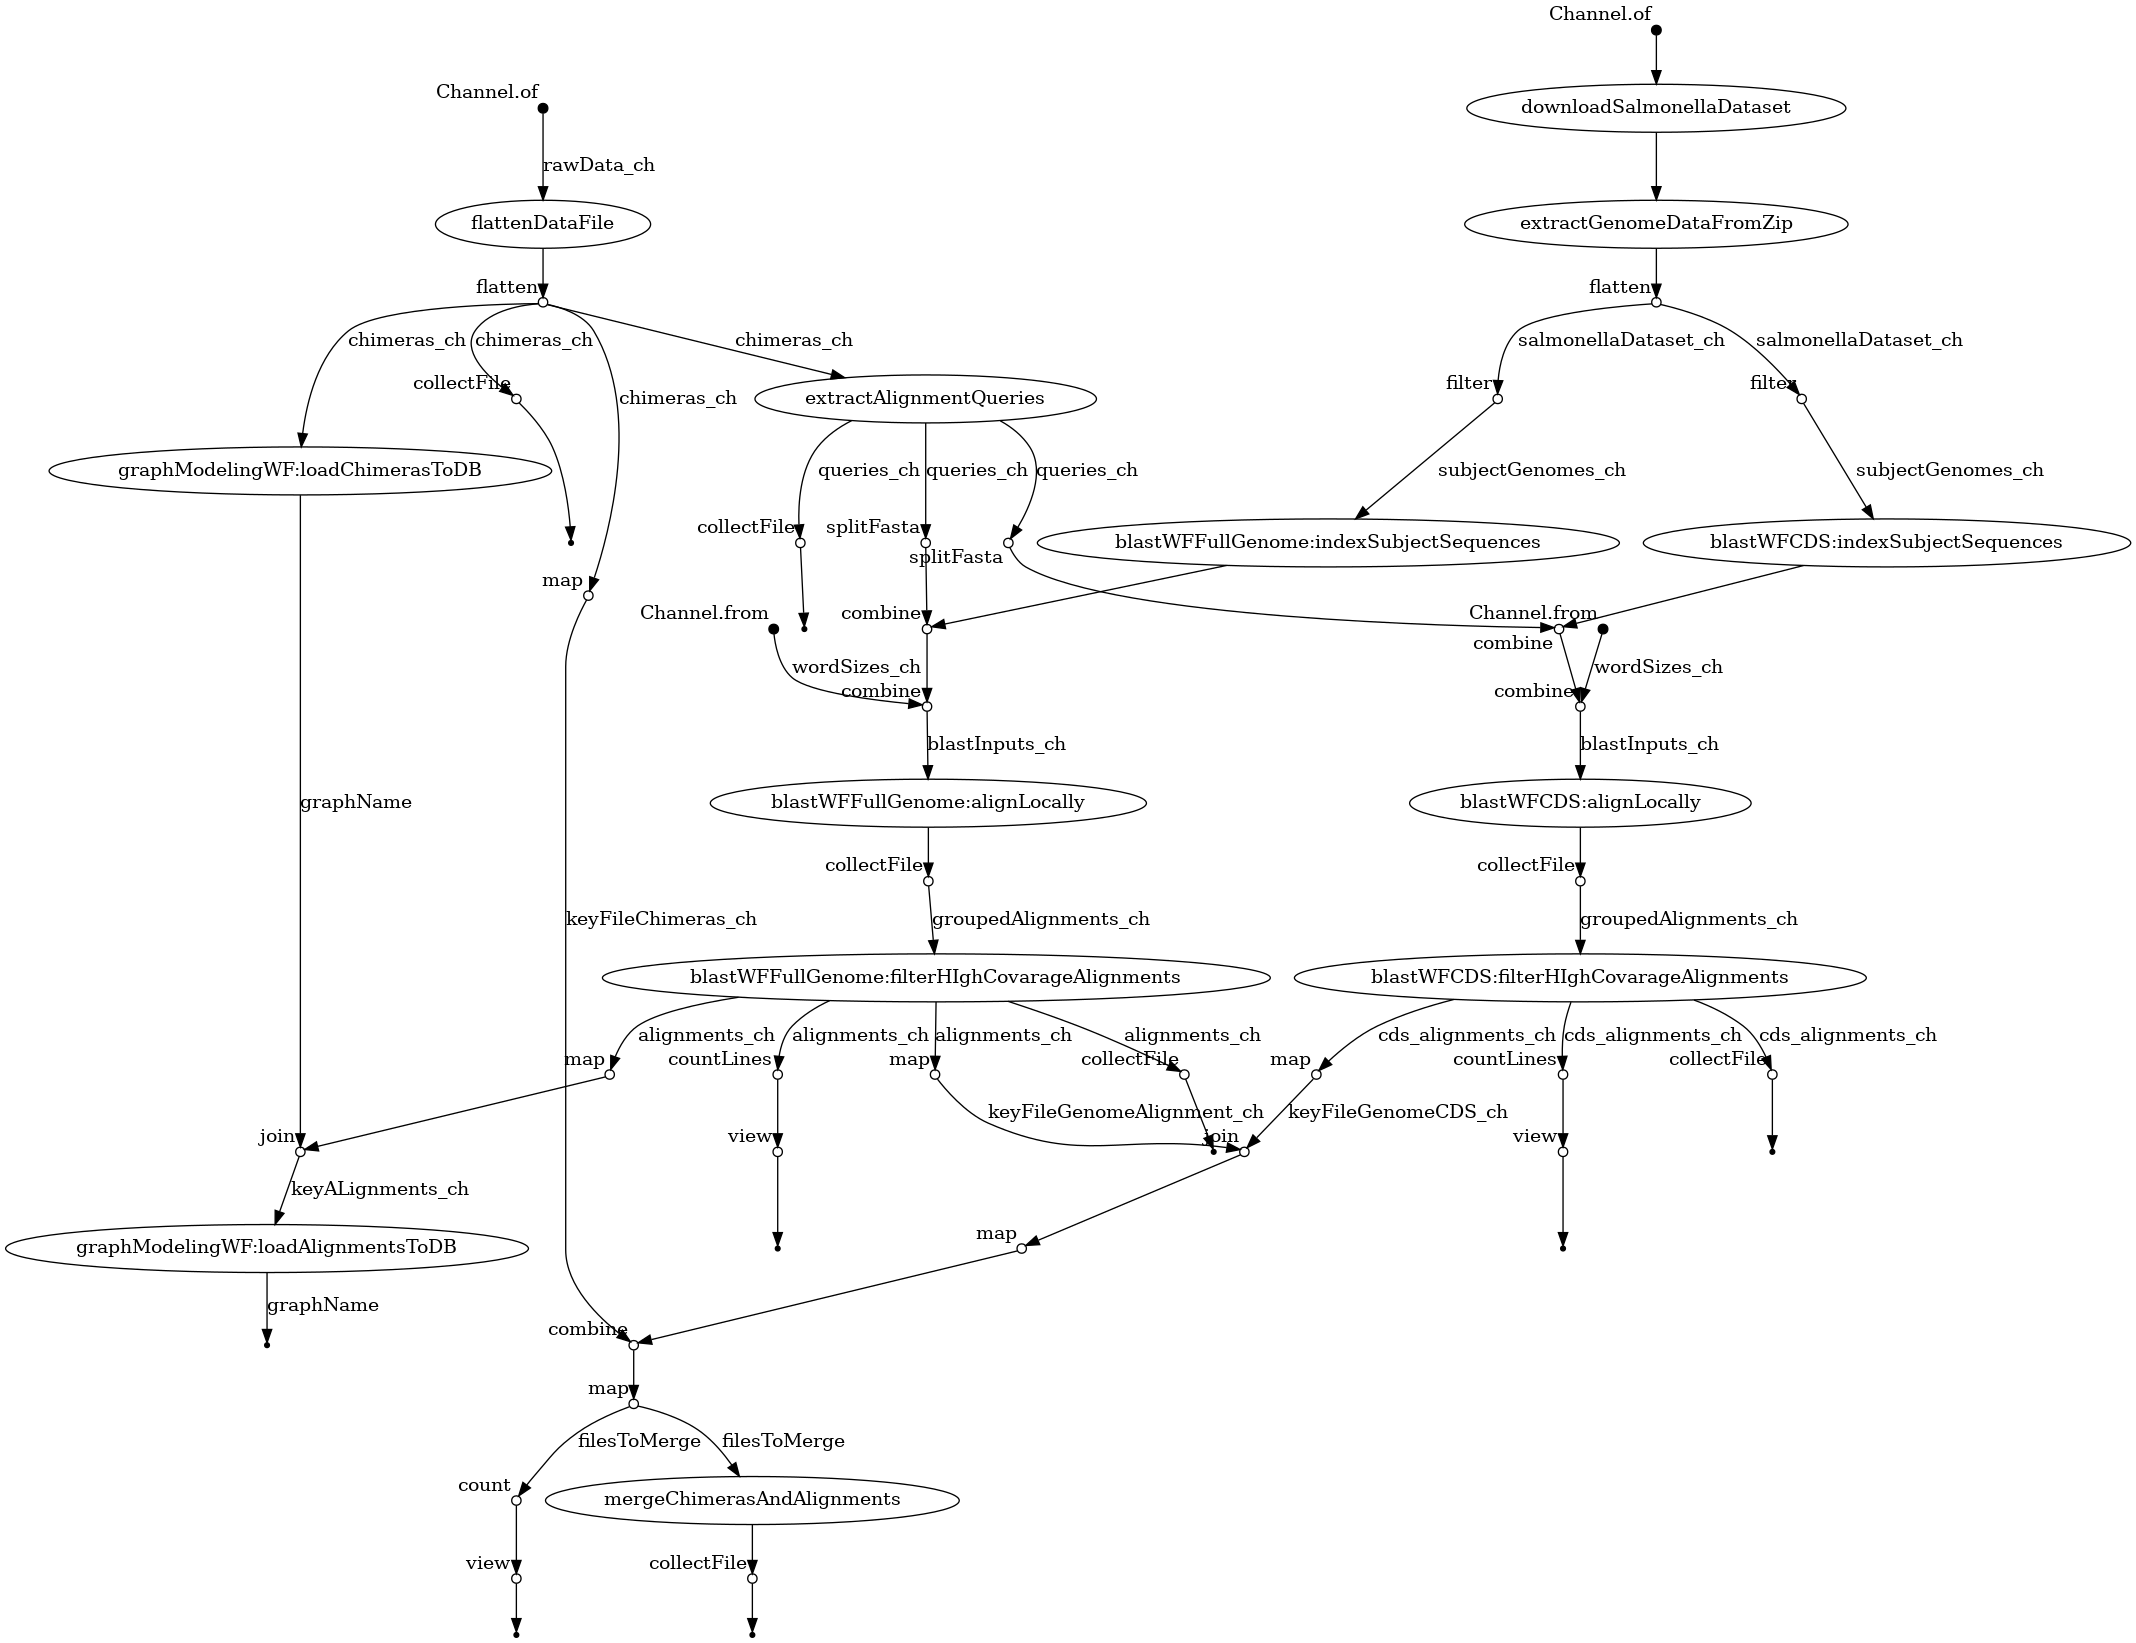 Channel.of
downloadSalmonellaDataset
Channel.of
rawData_ch
flattenDataFile
extractGenomeDataFromZip
flatten
flatten
chimeras_ch
chimeras_ch
chimeras_ch
salmonellaDataset_ch
salmonellaDataset_ch
collectFile
chimeras_ch
extractAlignmentQueries
filter
filter
graphModelingWF:loadChimerasToDB
queries_ch
queries_ch
queries_ch
subjectGenomes_ch
subjectGenomes_ch
collectFile
splitFasta
splitFasta
blastWFFullGenome:indexSubjectSequences
blastWFCDS:indexSubjectSequences
map
Channel.from
combine
Channel.from
combine
wordSizes_ch
wordSizes_ch
combine
combine
blastInputs_ch
blastInputs_ch
graphName
blastWFFullGenome:alignLocally
blastWFCDS:alignLocally
collectFile
collectFile
keyFileChimeras_ch
groupedAlignments_ch
groupedAlignments_ch
blastWFFullGenome:filterHIghCovarageAlignments
blastWFCDS:filterHIghCovarageAlignments
alignments_ch
alignments_ch
alignments_ch
alignments_ch
cds_alignments_ch
cds_alignments_ch
cds_alignments_ch
map
countLines
map
collectFile
map
countLines
collectFile
keyFileGenomeAlignment_ch
keyFileGenomeCDS_ch
join
view
join
view
keyALignments_ch
map
graphModelingWF:loadAlignmentsToDB
graphName
combine
map
filesToMerge
filesToMerge
count
mergeChimerasAndAlignments
view
collectFile